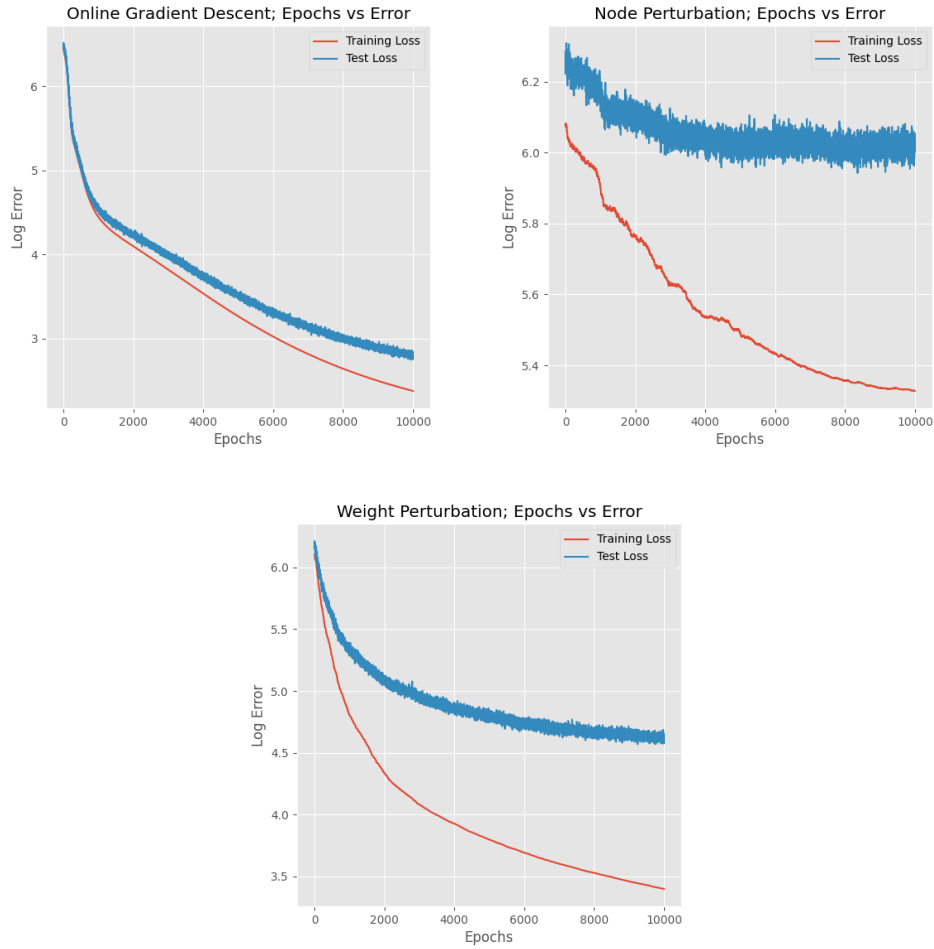 Online Gradient Descent; Epochs vs Error
Training Loss
Test Loss
6
5
4
3
Log Error
0 2000 4000 6000 8000 10000
Epochs
Node Perturbation; Epochs vs Error
Training Loss
Test Loss
6.2
6.0
5.8
5.6
5.4
Log Error
0 2000 4000 6000 8000 10000
Epochs
Weight Perturbation; Epochs vs Error
Training Loss
Test Loss
6.0
5.5
5.0
4.5
4.0
3.5
Log Error
0 2000 4000 6000 8000 10000
Epochs